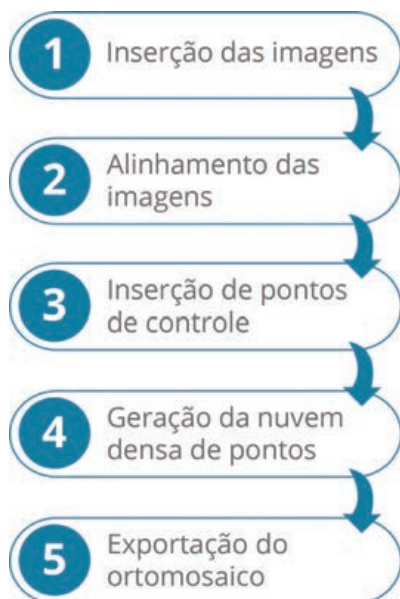 1
Inserção das imagens
2
Alinhamento das
imagens
3
Inserção de pontos
de controle
4
Geração da nuvem
densa de pontos
5
Exportação do
ortomosaico